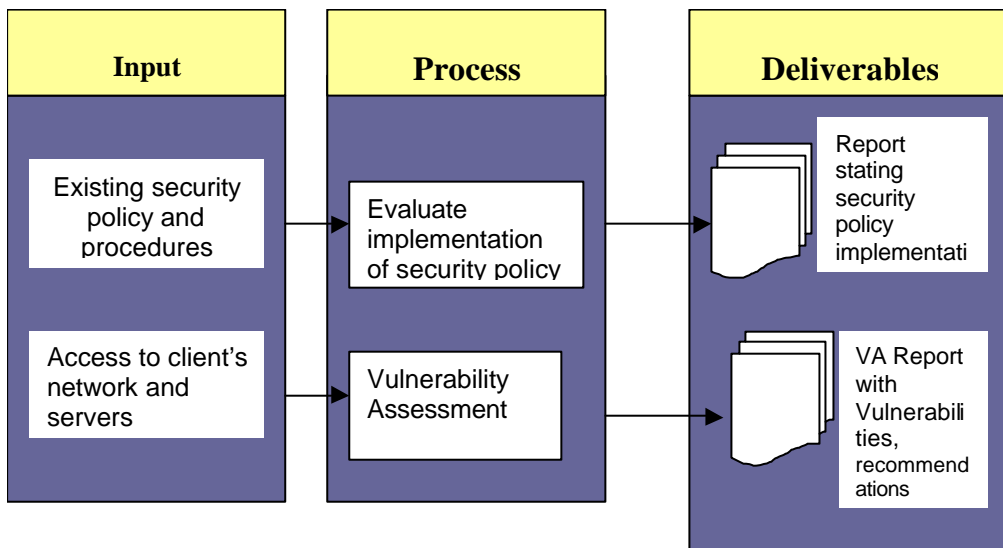 Input
Process
Deliverables
Existing security
policy and
procedures
Evaluate
implementation
of security policy
Report
stating
security
policy
implementati
Access to client’s
network and
servers
Vulnerability
Assessment
VA Report
with
Vulnerabili
ties,
recommend
ations